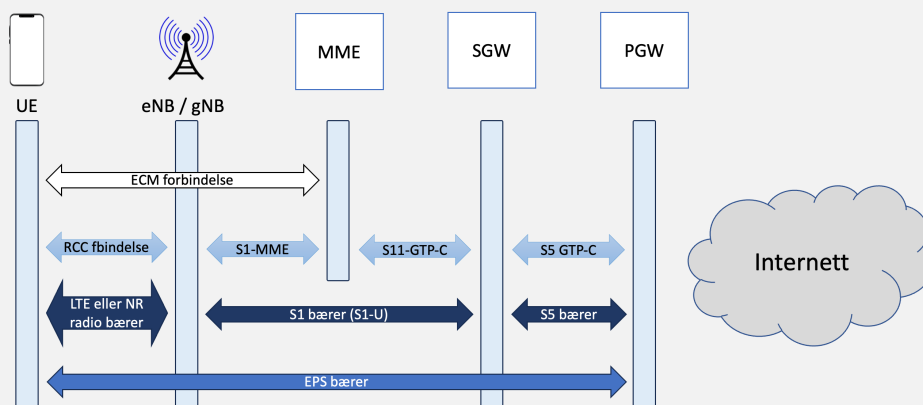 MME
SGW
PGW
UE
eNB / gNB
ECM forbindelse
RCC fbindelse
S1-MME
S11-GTP-C
S5 GTP-C
Internett
LTE eller NR
radio bærer
S1 bærer (S1-U)
S5 bærer
EPS bærer